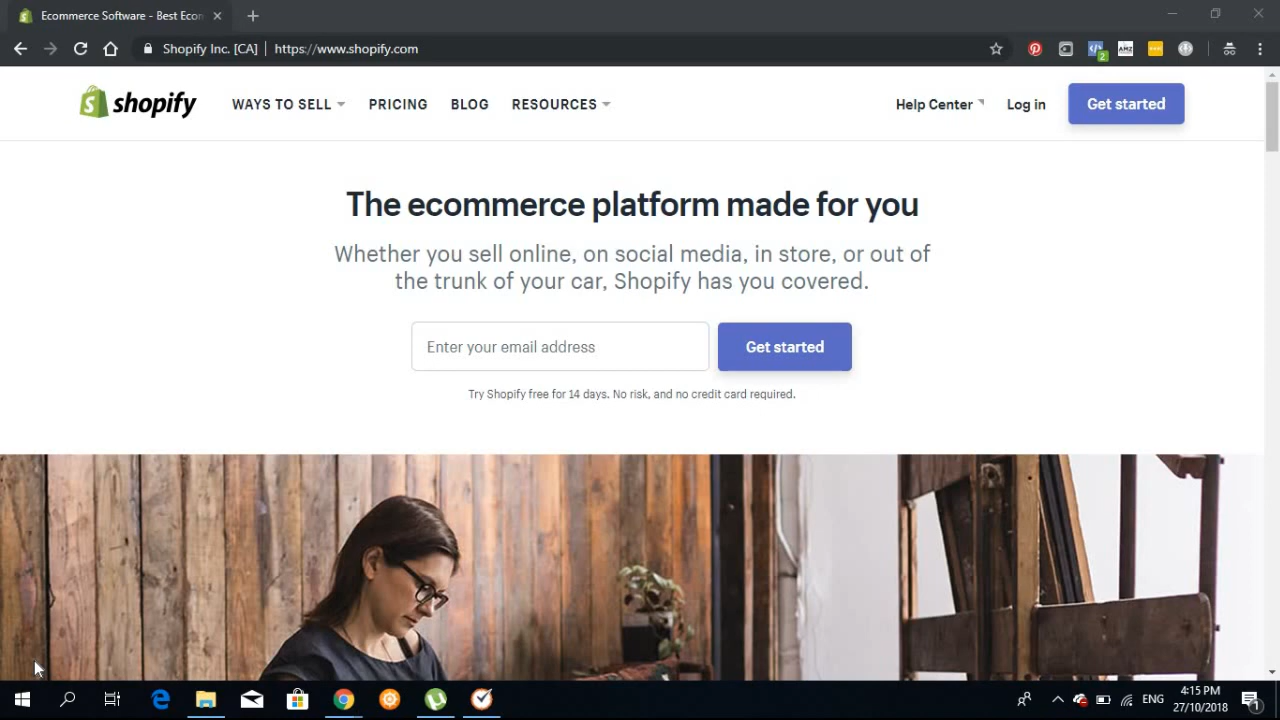 Ecommerce Software - Best Ecom
Shopify Inc. [CA] | https://www.shopify.com
2
AMZ
shopify
WAYS TO SELL
PRICING
BLOG
RESOURCES
Help Center
Log in
Get started
The ecommerce platform made for you
Whether you sell online, on social media, in store, or out of
the trunk of your car, Shopify has you covered.
Enter your email address
Get started
Try Shopify free for 14 days. No risk, and no credit card required.
ENG
4:15 PM
27/10/2018
1